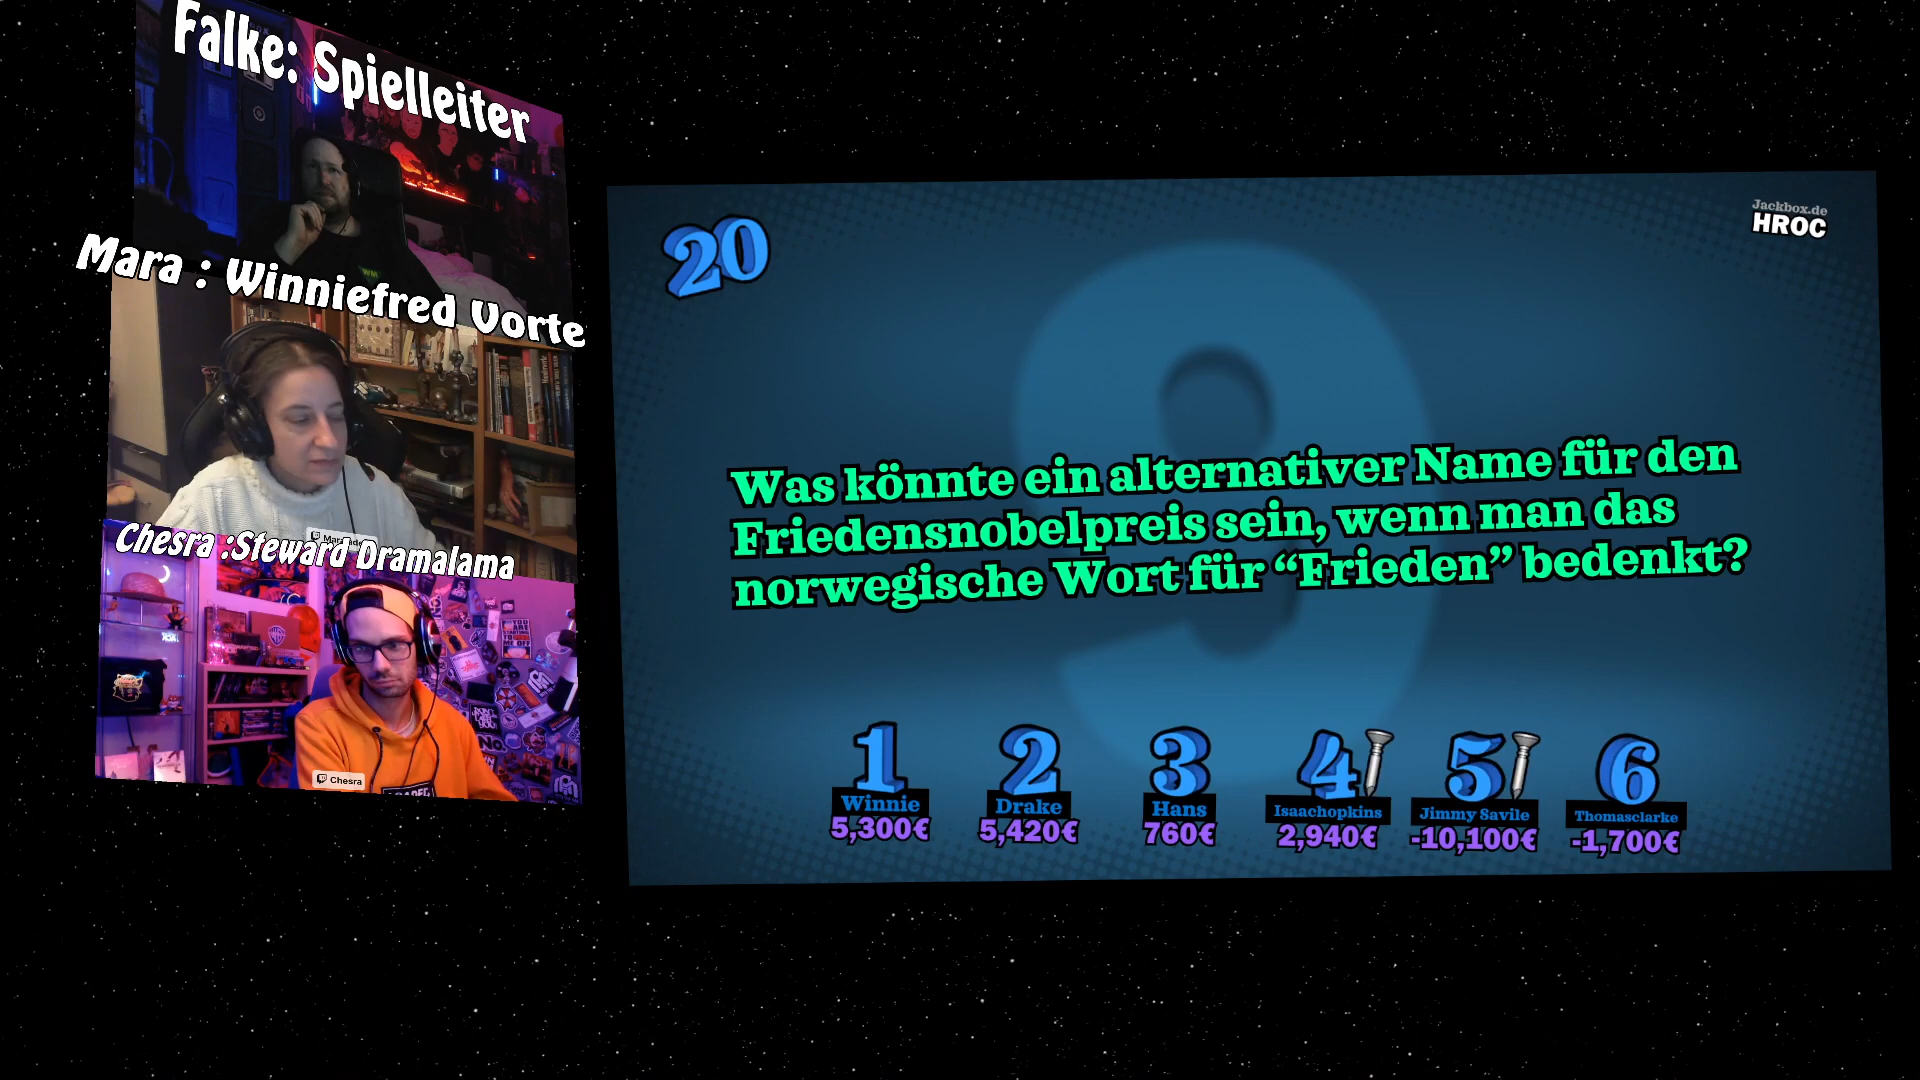 Falke: Spielleiter
WM
Mara : Winniefred Vorte
Chesra :Steward Dramalama
Chesra
20
Jackbox.de
HROC
9
Was könnte ein alternativer Name für den
Friedensnobelpreis sein, wenn man das
norwegische Wort für “Frieden” bedenkt?
1 2 3 4 5 6
Winnie Drake Hans Isaachopkins Jimmy Savile Thomasclarke
5,300€ 5,420€ 760€ 2,940€ -10,100€ -1,700€